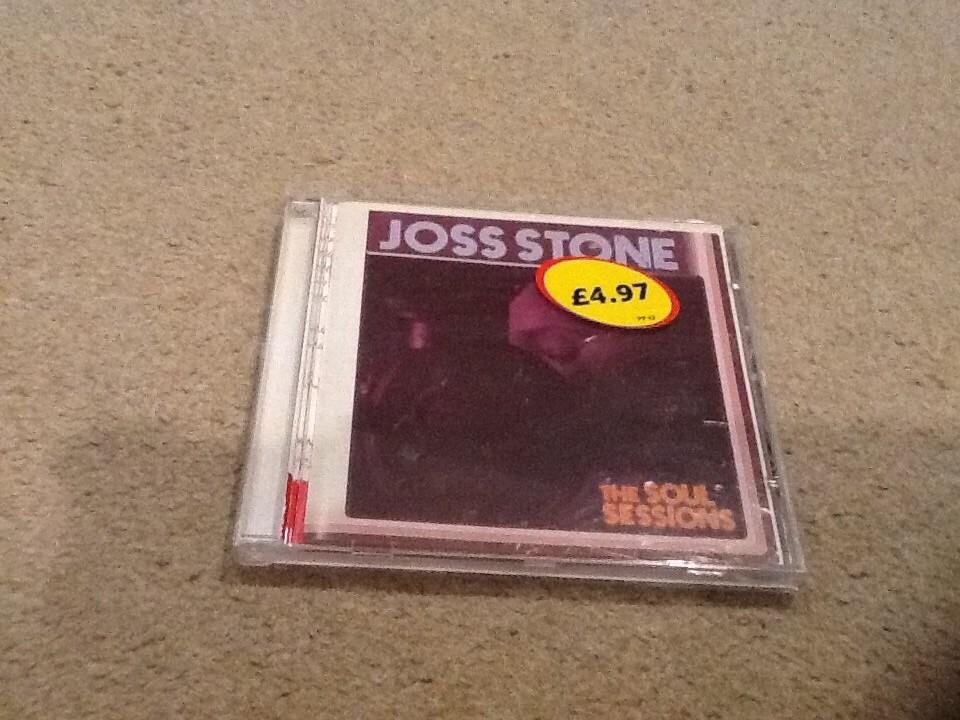 JOSS STONE
£4.97
THE SOUL
SESSIONS